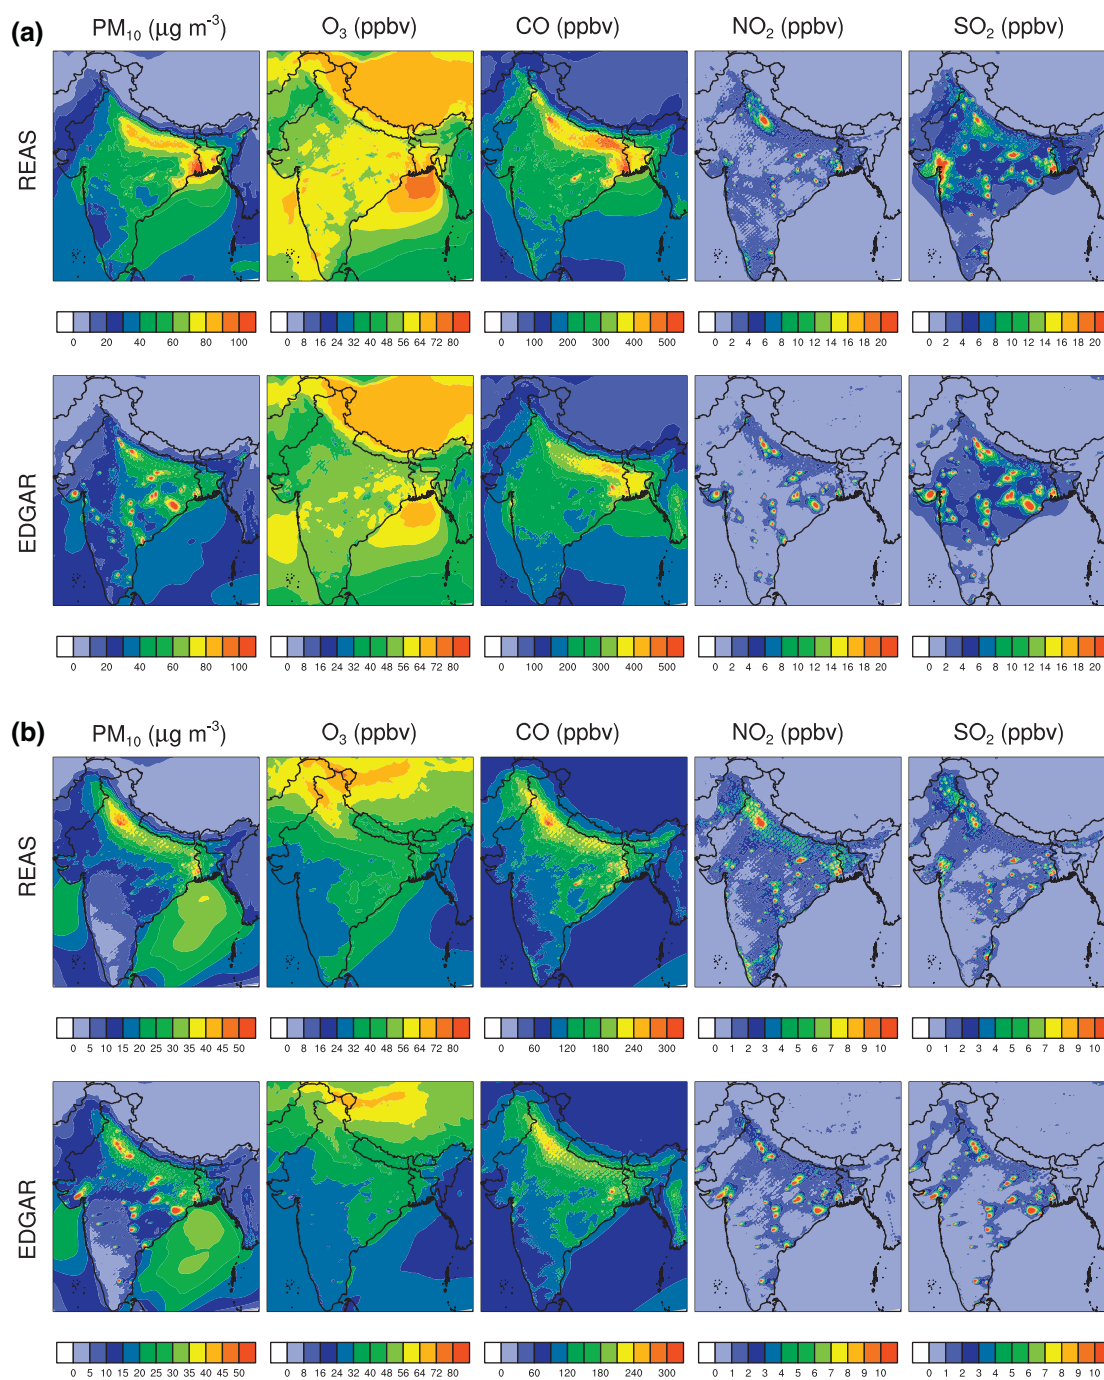 (a)
PM10 (μg m-3) O3 (ppbv) CO (ppbv) NO2 (ppbv) SO2 (ppbv)
REAS
0 20 40 60 80 100 0 8 16 24 32 40 48 56 64 72 80 0 100 200 300 400 500 0 2 4 6 8 10 12 14 16 18 20 0 2 4 6 8 10 12 14 16 18 20
EDGAR
0 20 40 60 80 100 0 8 16 24 32 40 48 56 64 72 80 0 100 200 300 400 500 0 2 4 6 8 10 12 14 16 18 20 0 2 4 6 8 10 12 14 16 18 20
(b)
PM10 (μg m-3) O3 (ppbv) CO (ppbv) NO2 (ppbv) SO2 (ppbv)
REAS
0 5 10 15 20 25 30 35 40 45 50 0 8 16 24 32 40 48 56 64 72 80 0 60 120 180 240 300 0 1 2 3 4 5 6 7 8 9 10 0 1 2 3 4 5 6 7 8 9 10
EDGAR
0 5 10 15 20 25 30 35 40 45 50 0 8 16 24 32 40 48 56 64 72 80 0 60 120 180 240 300 0 1 2 3 4 5 6 7 8 9 10 0 1 2 3 4 5 6 7 8 9 10